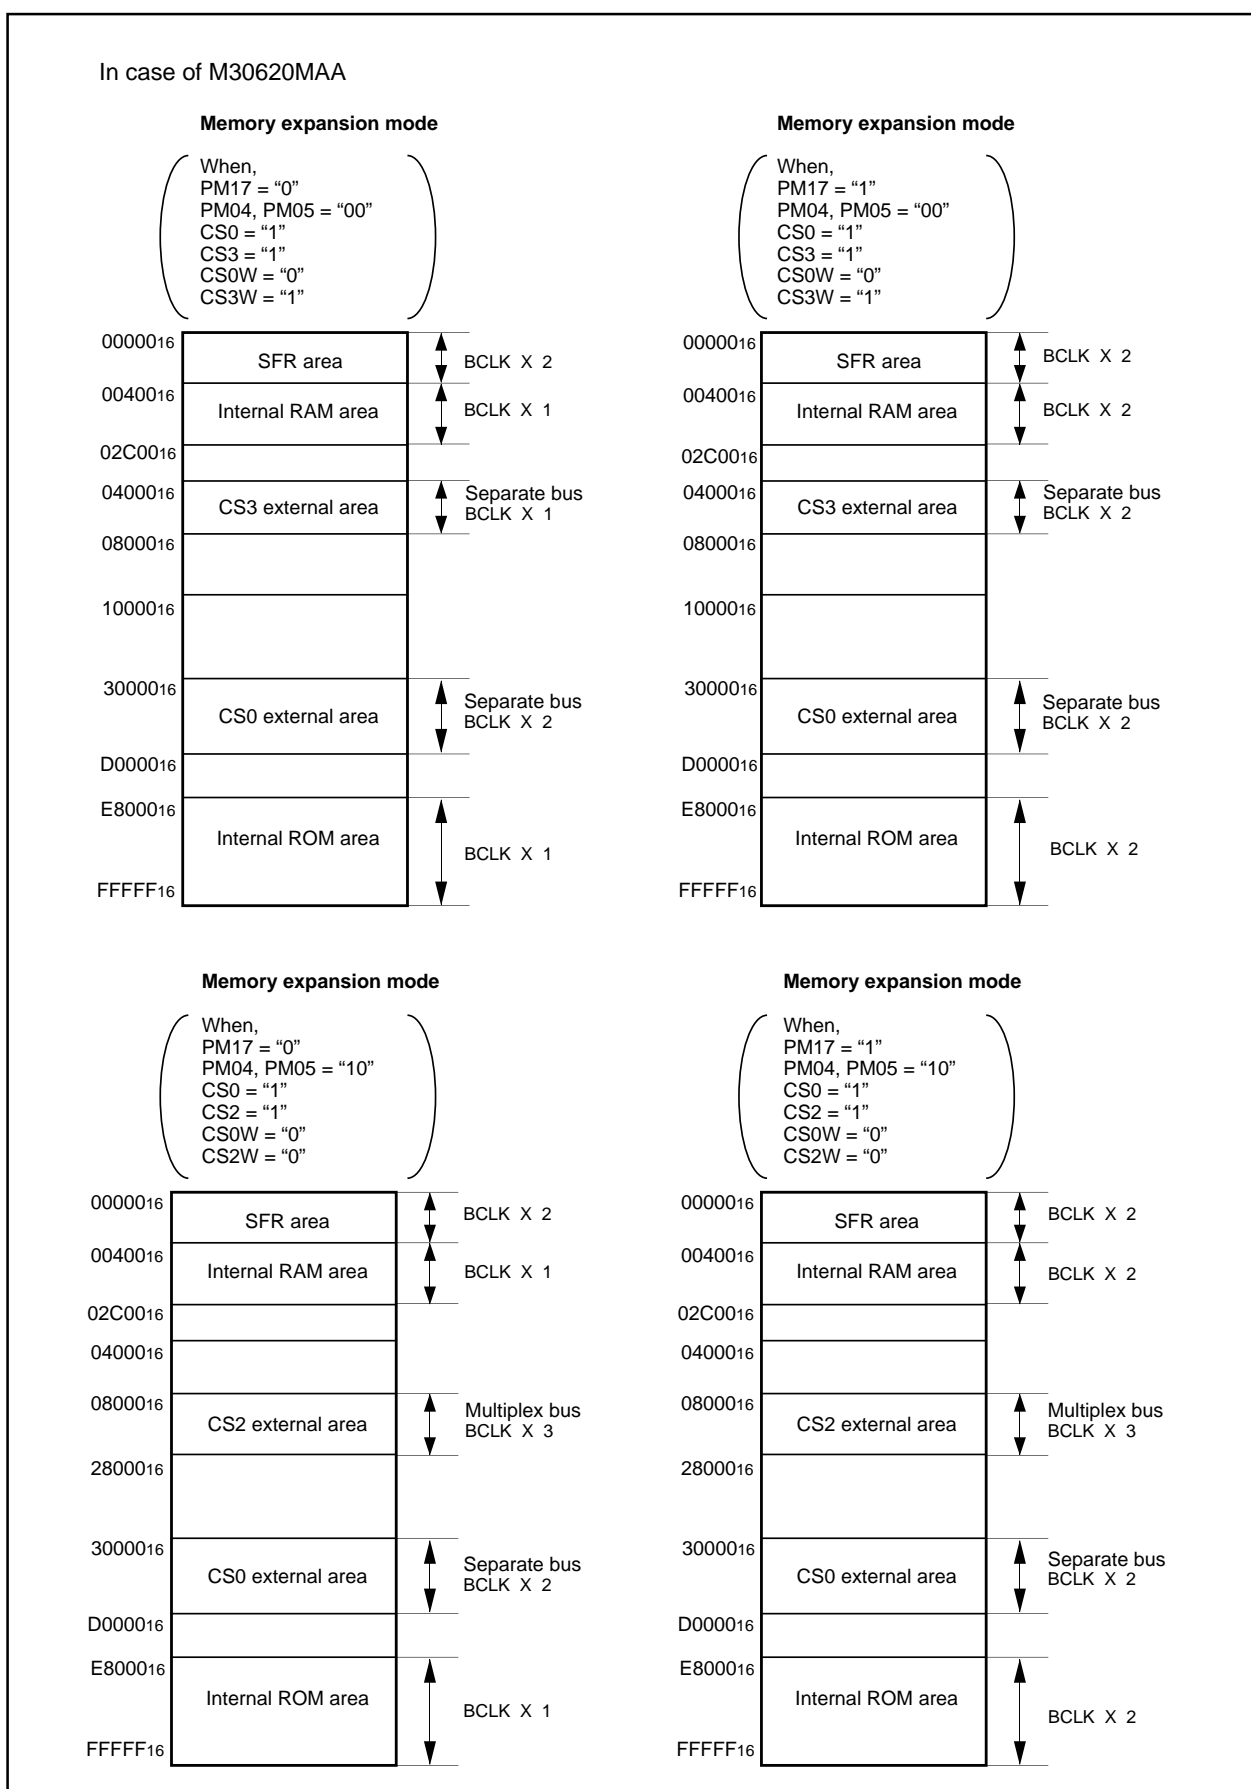 In case of M30620MAA
Memory expansion mode
When,
PM17 = “0”
PM04, PM05 = “00”
CS0 = “1”
CS3 = “1”
CS0W = “0”
CS3W = “1”
0000016
SFR area
BCLK X 2
0040016
Internal RAM area
BCLK X 1
02C0016
0400016
CS3 external area
Separate bus
BCLK X 1
0800016
1000016
3000016
CS0 external area
Separate bus
BCLK X 2
D000016
E800016
Internal ROM area
BCLK X 1
FFFFF16
Memory expansion mode
When,
PM17 = “1”
PM04, PM05 = “00”
CS0 = “1”
CS3 = “1”
CS0W = “0”
CS3W = “1”
0000016
SFR area
BCLK X 2
0040016
Internal RAM area
BCLK X 2
02C0016
0400016
CS3 external area
Separate bus
BCLK X 2
0800016
1000016
3000016
CS0 external area
Separate bus
BCLK X 2
D000016
E800016
Internal ROM area
BCLK X 2
FFFFF16
Memory expansion mode
When,
PM17 = “0”
PM04, PM05 = “10”
CS0 = “1”
CS2 = “1”
CS0W = “0”
CS2W = “0”
0000016
SFR area
BCLK X 2
0040016
Internal RAM area
BCLK X 1
02C0016
0400016
0800016
CS2 external area
Multiplex bus
BCLK X 3
2800016
3000016
CS0 external area
Separate bus
BCLK X 2
D000016
E800016
Internal ROM area
BCLK X 1
FFFFF16
Memory expansion mode
When,
PM17 = “1”
PM04, PM05 = “10”
CS0 = “1”
CS2 = “1”
CS0W = “0”
CS2W = “0”
0000016
SFR area
BCLK X 2
0040016
Internal RAM area
BCLK X 2
02C0016
0400016
0800016
CS2 external area
Multiplex bus
BCLK X 3
2800016
3000016
CS0 external area
Separate bus
BCLK X 2
D000016
E800016
Internal ROM area
BCLK X 2
FFFFF16